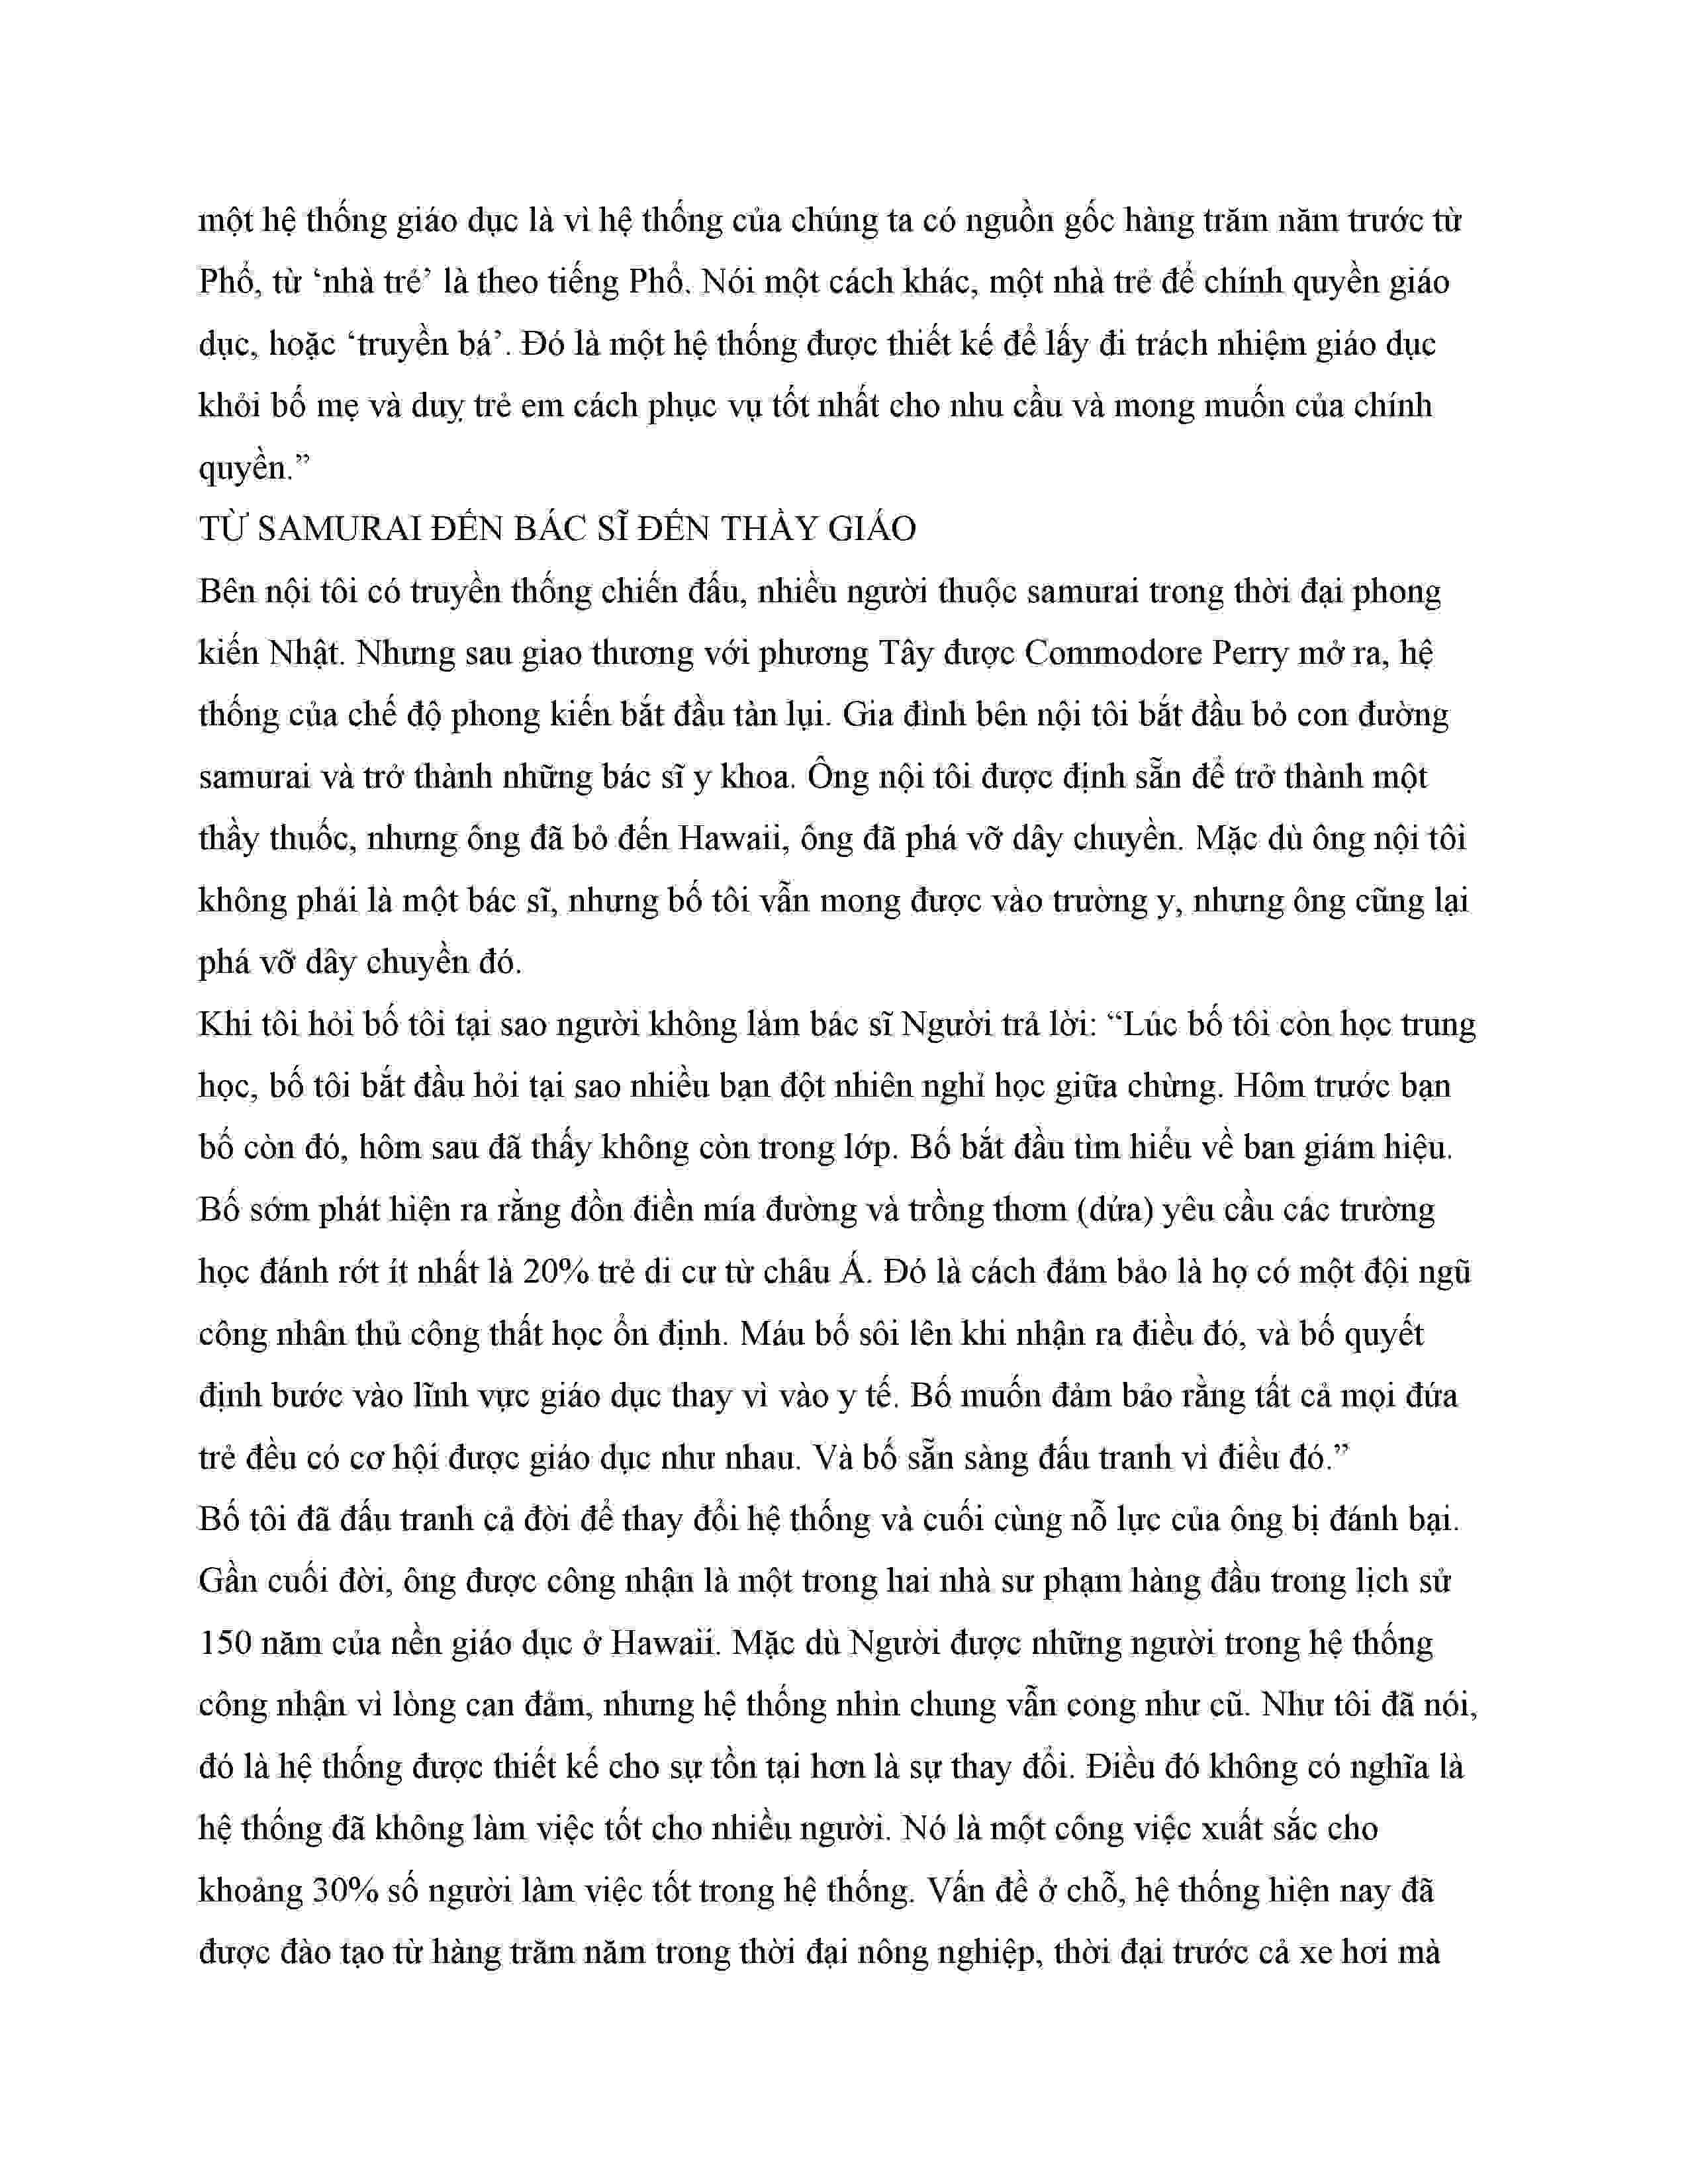 một hệ thống giáo dục là vì hệ thống của chúng ta có nguồn gốc hàng trăm năm trước từ
Phổ, từ ‘nhà trẻ’ là theo tiếng Phổ. Nói một cách khác, một nhà trẻ để chính quyền giáo
dục, hoặc ‘truyền bá’. Đó là một hệ thống được thiết kế để lấy đi trách nhiệm giáo dục
khỏi bố mẹ và duỵ trẻ em cách phục vụ tốt nhất cho nhu cầu và mong muốn của chính
quyền.”
TỪ SAMURAI ĐẾN BÁC SĨ ĐẾN THẦY GIÁO
Bên nội tôi có truyền thống chiến đấu, nhiều người thuộc samurai trong thời đại phong
kiến Nhật. Nhưng sau giao thương với phương Tây được Commodore Perry mở ra, hệ
thống của chế độ phong kiến bắt đầu tàn lụi. Gia đình bên nội tôi bắt đầu bỏ con đường
samurai và trở thành những bác sĩ y khoa. Ông nội tôi được định sẵn để trở thành một
thầy thuốc, nhưng ông đã bỏ đến Hawaii, ông đã phá vỡ dây chuyền. Mặc dù ông nội tôi
không phải là một bác sĩ, nhưng bố tôi vẫn mong được vào trường y, nhưng ông cũng lại
phá vỡ dây chuyền đó.
Khi tôi hỏi bố tôi tại sao người không làm bác sĩ Người trả lời: “Lúc bố tôi còn học trung
học, bố tôi bắt đầu hỏi tại sao nhiều bạn đột nhiên nghỉ học giữa chừng. Hôm trước bạn
bố còn đó, hôm sau đã thấy không còn trong lớp. Bố bắt đầu tìm hiểu về ban giám hiệu.
Bố sớm phát hiện ra rằng đồn điền mía đường và trồng thơm (dứa) yêu cầu các trường
học đánh rớt ít nhất là 20% trẻ di cư từ châu Á. Đó là cách đảm bảo là họ có một đội ngũ
công nhân thủ công thất học ổn định. Máu bố sôi lên khi nhận ra điều đó, và bố quyết
định bước vào lĩnh vực giáo dục thay vì vào y tế. Bố muốn đảm bảo rằng tất cả mọi đứa
trẻ đều có cơ hội được giáo dục như nhau. Và bố sẵn sàng đấu tranh vì điều đó.”
Bố tôi đã đấu tranh cả đời để thay đổi hệ thống và cuối cùng nỗ lực của ông bị đánh bại.
Gần cuối đời, ông được công nhận là một trong hai nhà sư phạm hàng đầu trong lịch sử
150 năm của nền giáo dục ở Hawaii. Mặc dù Người được những người trong hệ thống
công nhận vì lòng can đảm, nhưng hệ thống nhìn chung vẫn cong như cũ. Như tôi đã nói,
đó là hệ thống được thiết kế cho sự tồn tại hơn là sự thay đổi. Điều đó không có nghĩa là
hệ thống đã không làm việc tốt cho nhiều người. Nó là một công việc xuất sắc cho
khoảng 30% số người làm việc tốt trong hệ thống. Vấn đề ở chỗ, hệ thống hiện nay đã
được đào tạo từ hàng trăm năm trong thời đại nông nghiệp, thời đại trước cả xe hơi mà